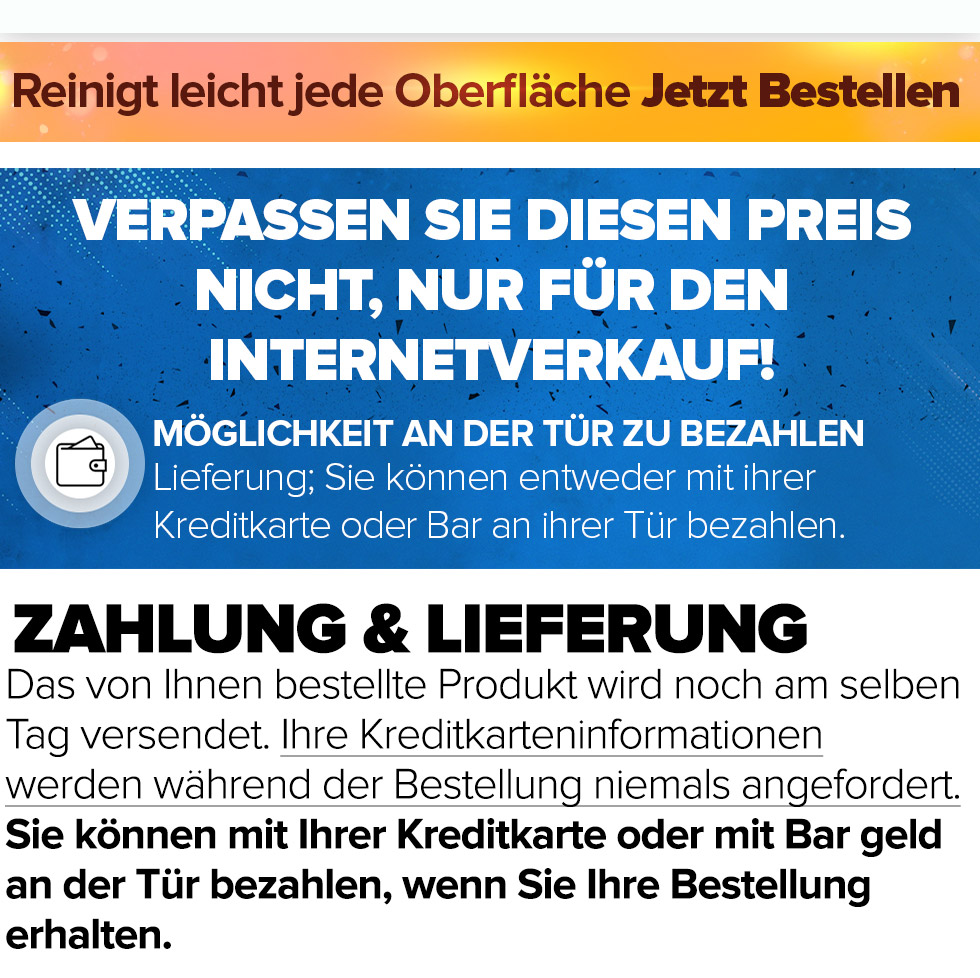 Reinigt leicht jede Oberfläche Jetzt Bestellen
VERPASSEN SIE DIESEN PREIS
NICHT, NUR FÜR DEN
INTERNETVERKAUF!
MÖGLICHKEIT AN DER TÜR ZU BEZAHLEN
Lieferung; Sie können entweder mit ihrer
Kreditkarte oder Bar an ihrer Tür bezahlen.
ZAHLUNG & LIEFERUNG
Das von Ihnen bestellte Produkt wird noch am selben
Tag versendet. Ihre Kreditkarteninformationen
werden während der Bestellung niemals angefordert.
Sie können mit Ihrer Kreditkarte oder mit Bar geld
an der Tür bezahlen, wenn Sie Ihre Bestellung
erhalten.